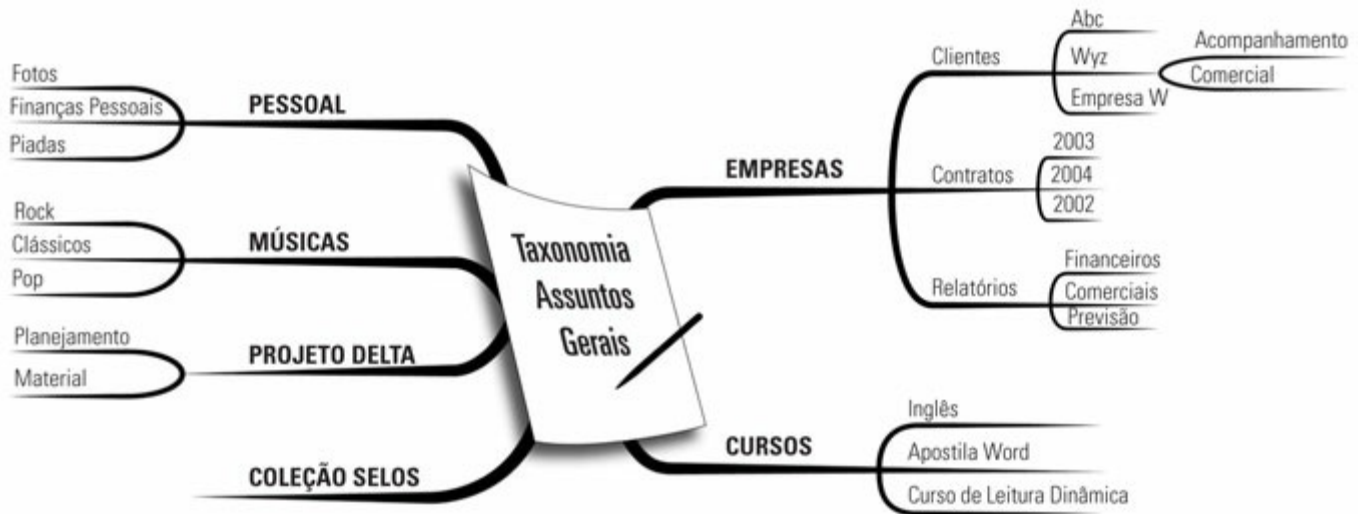 Taxonomia
Assuntos
Gerais
PESSOAL
Fotos
Finanças Pessoais
Piadas
MÚSICAS
Rock
Clássicos
Pop
PROJETO DELTA
Planejamento
Material
COLEÇÃO SELOS
EMPRESAS
Clientes
Abc
Wyz
Acompanhamento
Comercial
Empresa W
Contratos
2003
2004
2002
Relatórios
Financeiros
Comerciais
Previsão
CURSOS
Inglês
Apostila Word
Curso de Leitura Dinâmica